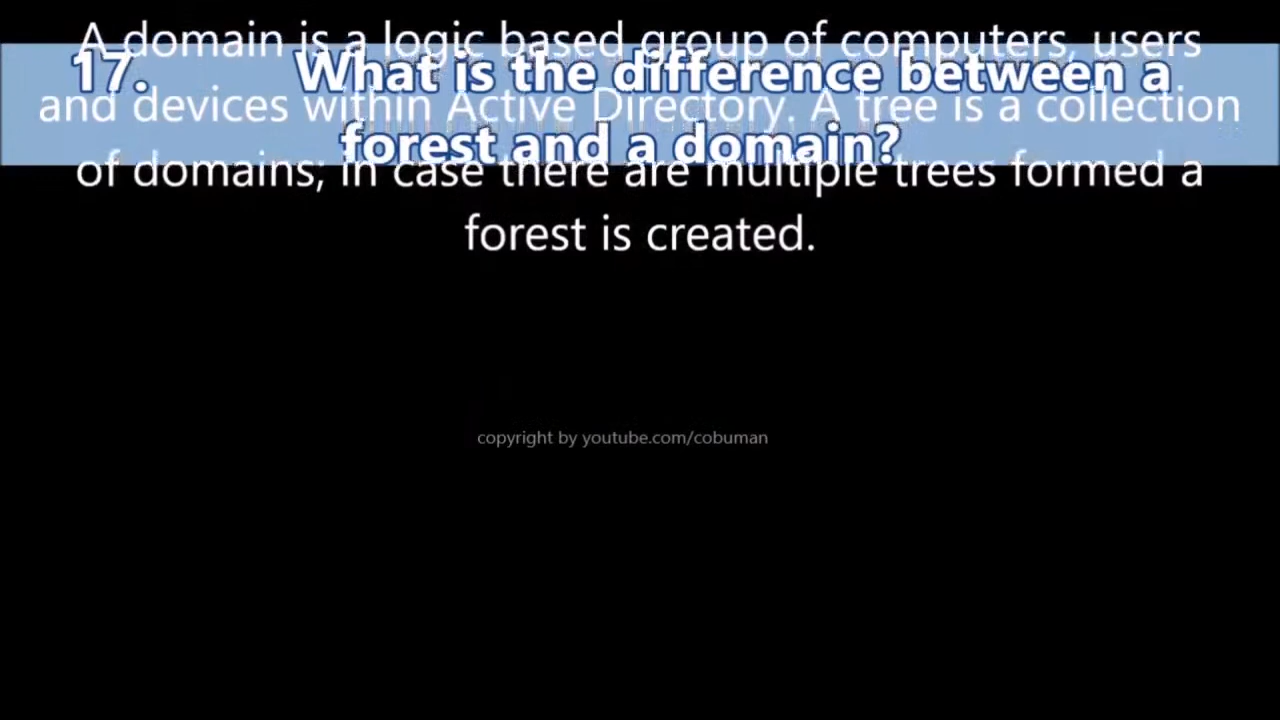 A domain is a logic based group of computers, users
17. What is the difference between a
and devices within Active Directory. A tree is a collection
forest and a domain?
of domains; in case there are multiple trees formed a
forest is created.
copyright by youtube.com/cobuman